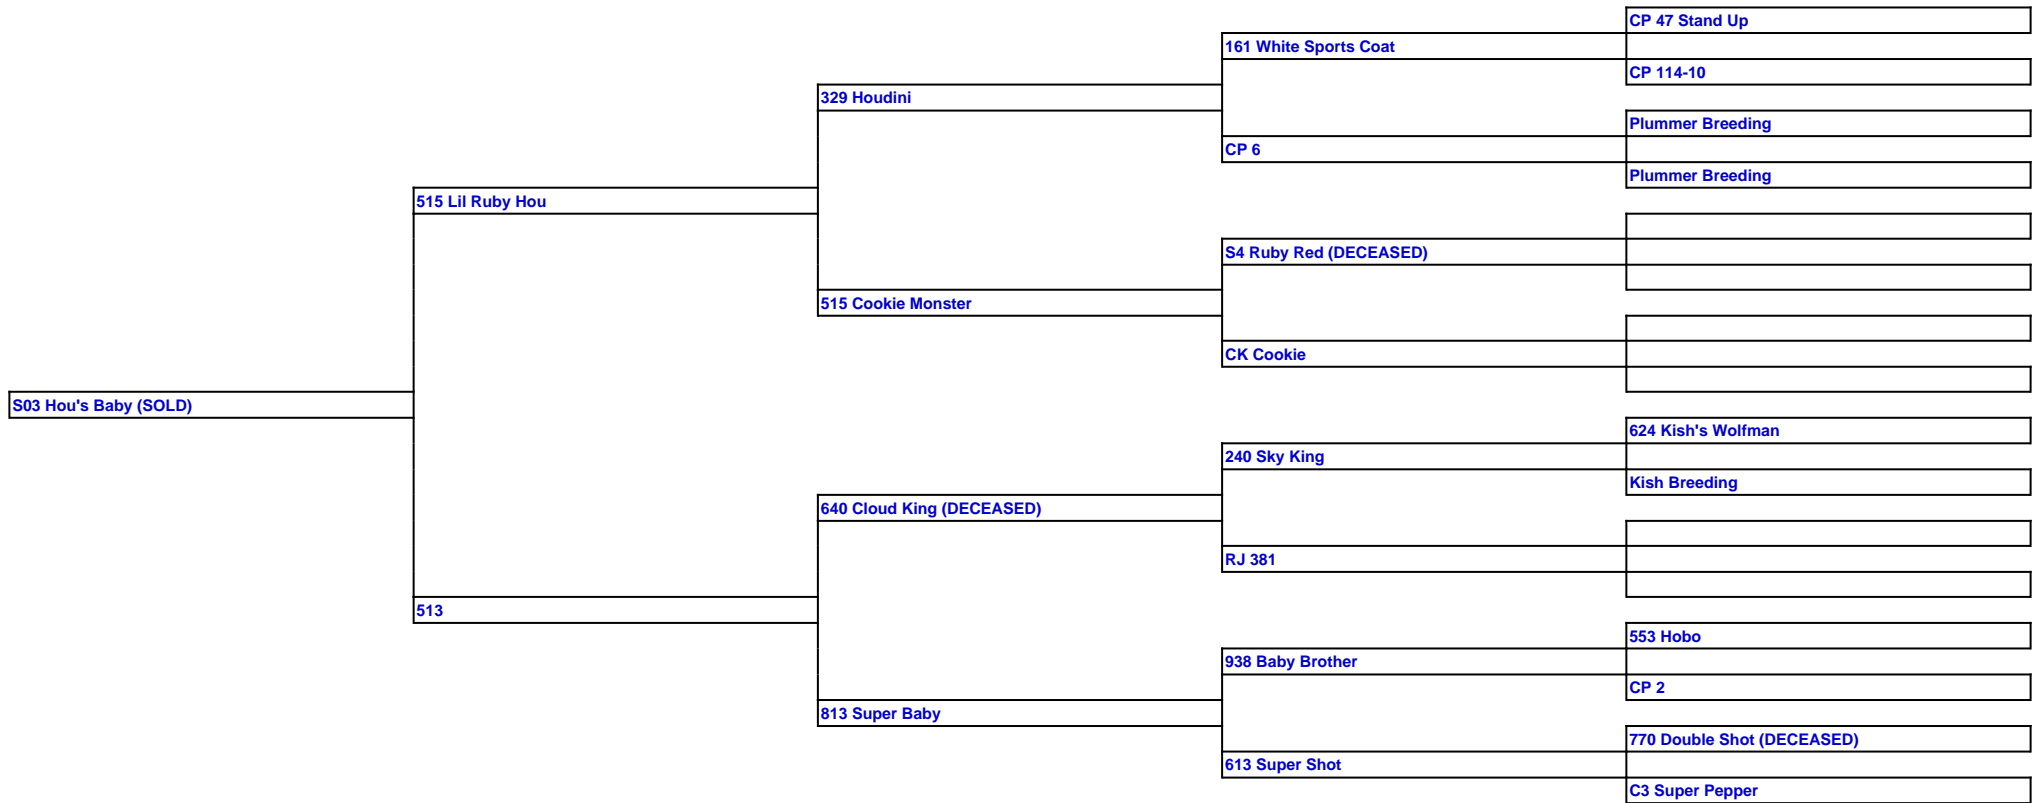 CP 47 Stand Up
161 White Sports Coat
CP 114-10
329 Houdini
Plummer Breeding
CP 6
Plummer Breeding
515 Lil Ruby Hou
S4 Ruby Red (DECEASED)
515 Cookie Monster
CK Cookie
S03 Hou's Baby (SOLD)
624 Kish's Wolfman
240 Sky King
Kish Breeding
640 Cloud King (DECEASED)
RJ 381
513
553 Hobo
938 Baby Brother
CP 2
813 Super Baby
770 Double Shot (DECEASED)
613 Super Shot
C3 Super Pepper